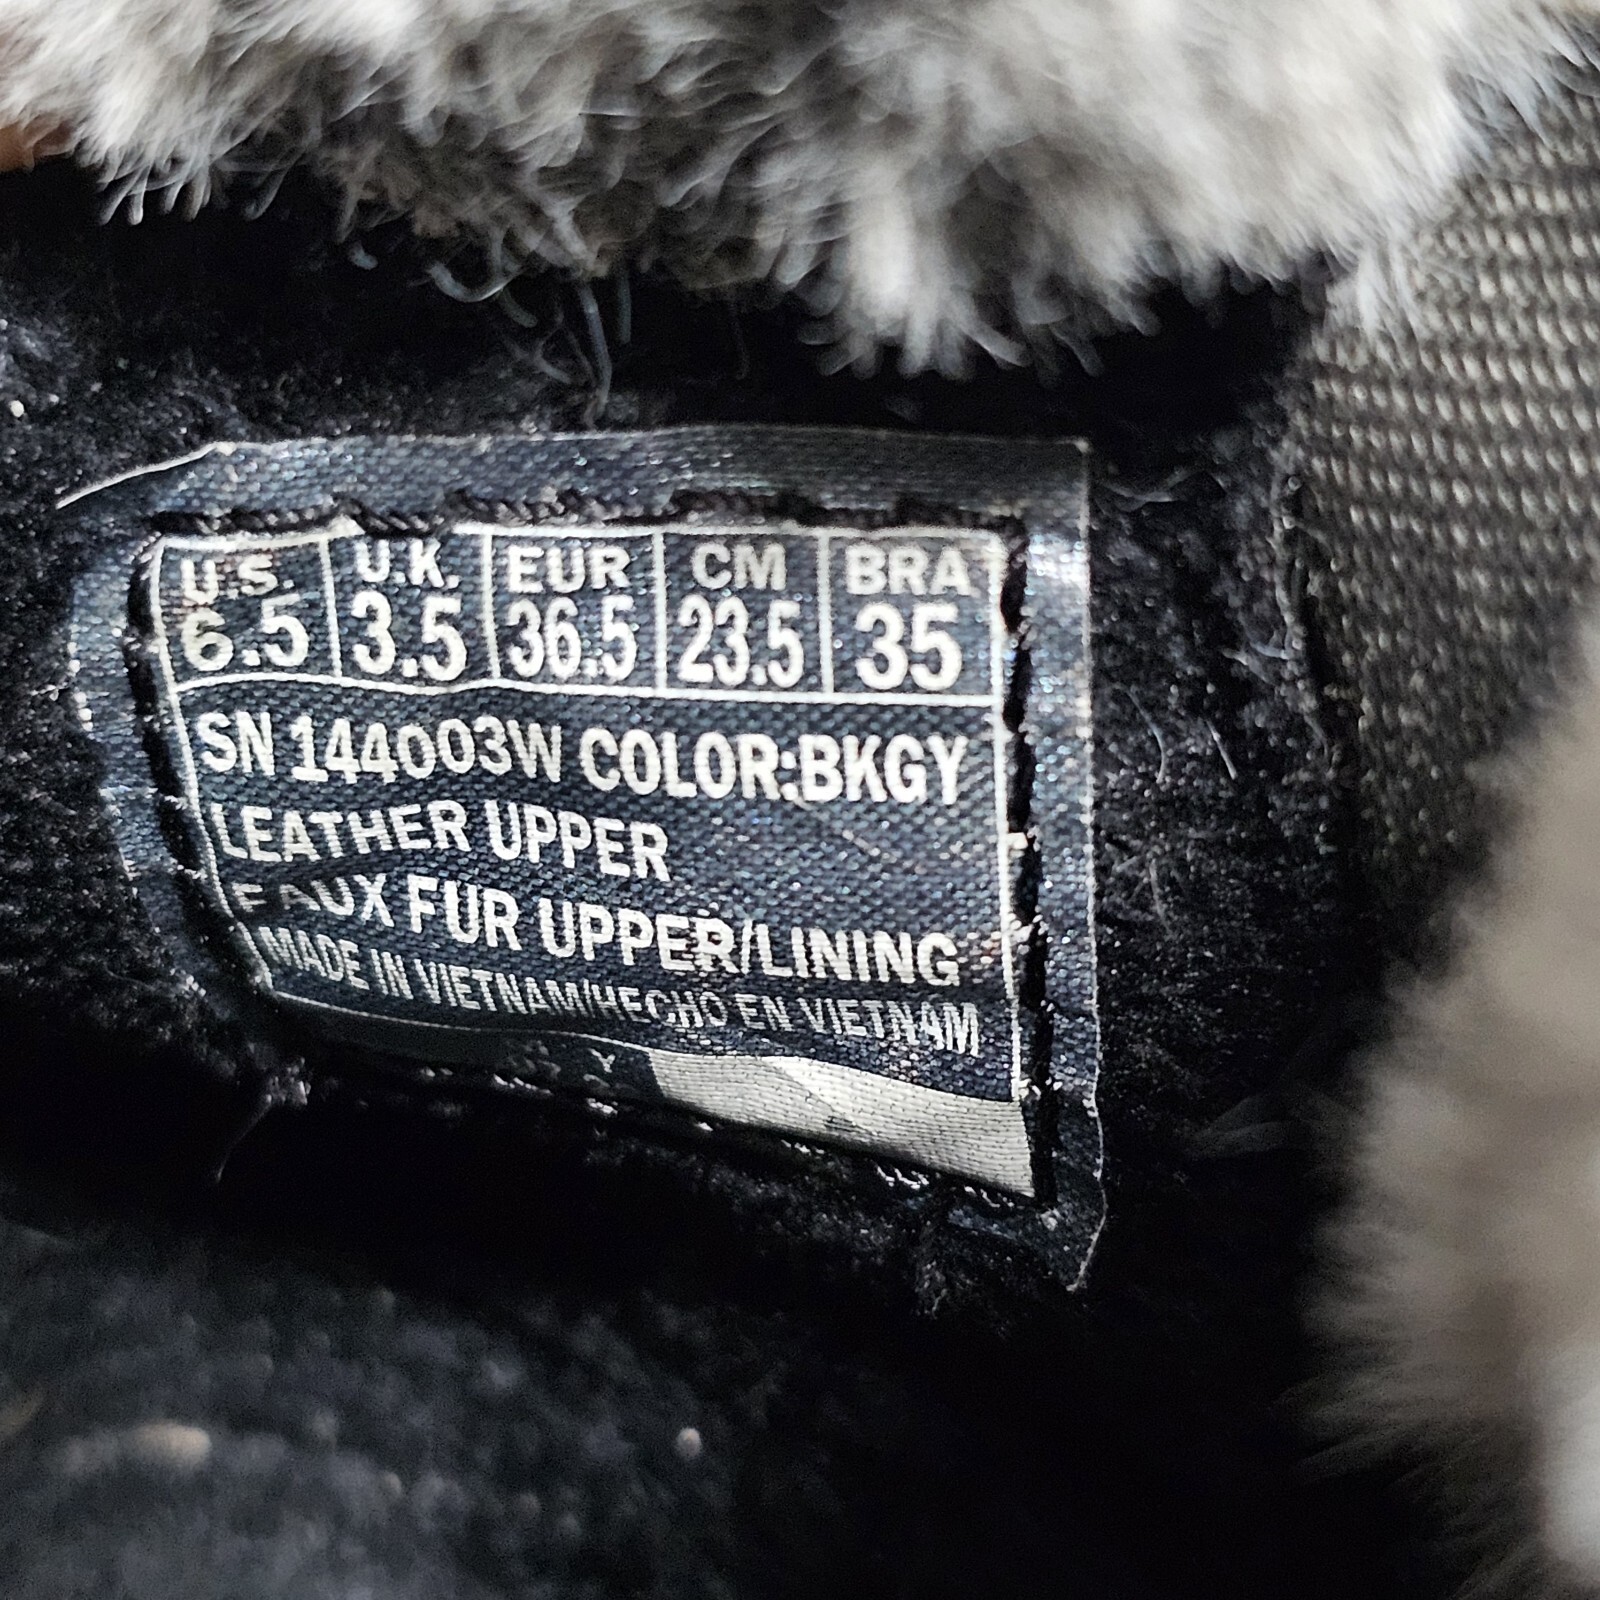 U.S. U.K. EUR CM BRA
6.5 3.5 36.5 23.5 35
SN 144003W COLOR:BKGY
LEATHER UPPER
FAUX FUR UPPER/LINING
MADE IN VIETNAM/HECHO EN VIETNAM